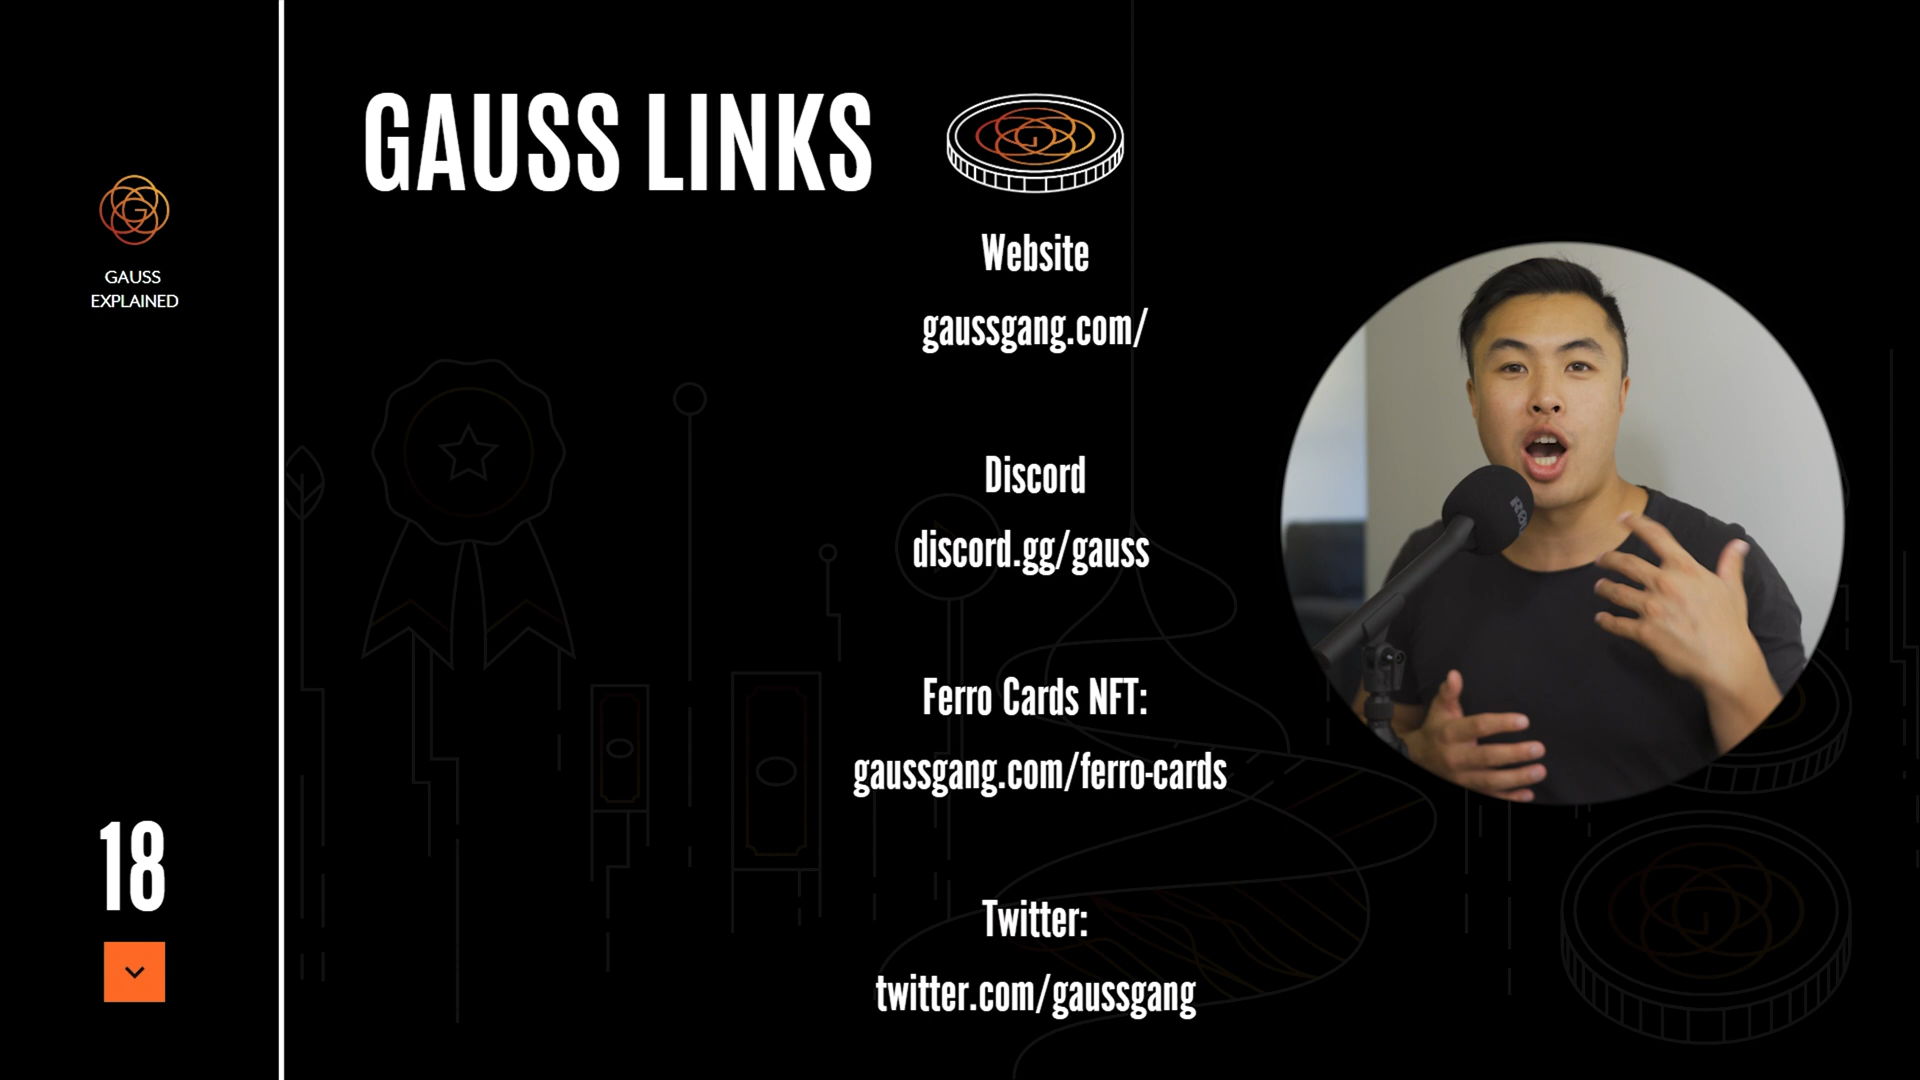 GAUSS
EXPLAINED
18
GAUSS LINKS
G
Website
gaussgang.com/
Discord
discord.gg/gauss
Ferro Cards NFT:
gaussgang.com/ferro-cards
Twitter:
twitter.com/gaussgang